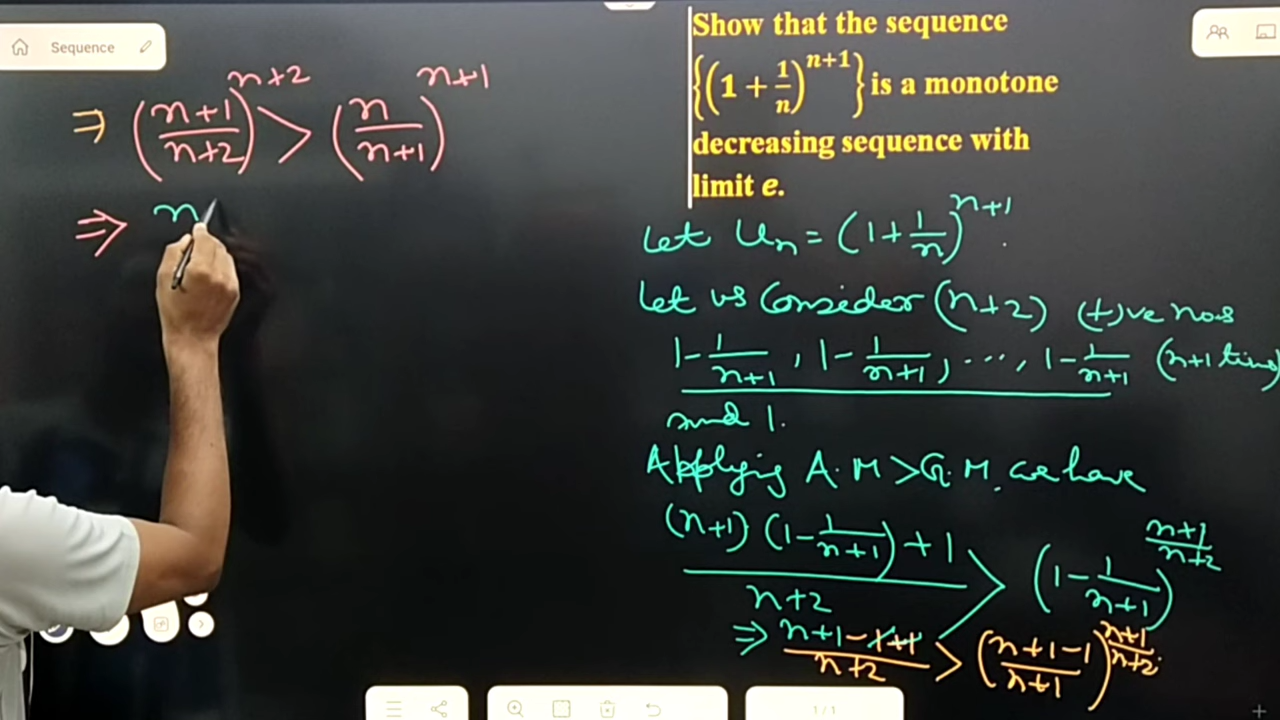 Sequence
⇒ ((n+1)/(n+2))^(n+2) > (n/(n+1))^(n+1)
⇒ n
Show that the sequence
{(1 + 1/n)^(n+1)} is a monotone
decreasing sequence with
limit e.
Let Un = (1 + 1/n)^(n+1).
Let us Consider (n+2) (+)ve nos
1 - 1/(n+1), 1 - 1/(n+1), ..., 1 - 1/(n+1) (n+1 times)
and 1.
Applying A.M > G.M. we have
((n+1)(1 - 1/(n+1)) + 1)/(n+2) > (1 - 1/(n+1))^((n+1)/(n+2))
⇒ (n+1-1+1)/(n+2) > ((n+1-1)/(n+1))^((n+1)/(n+2))
1/1